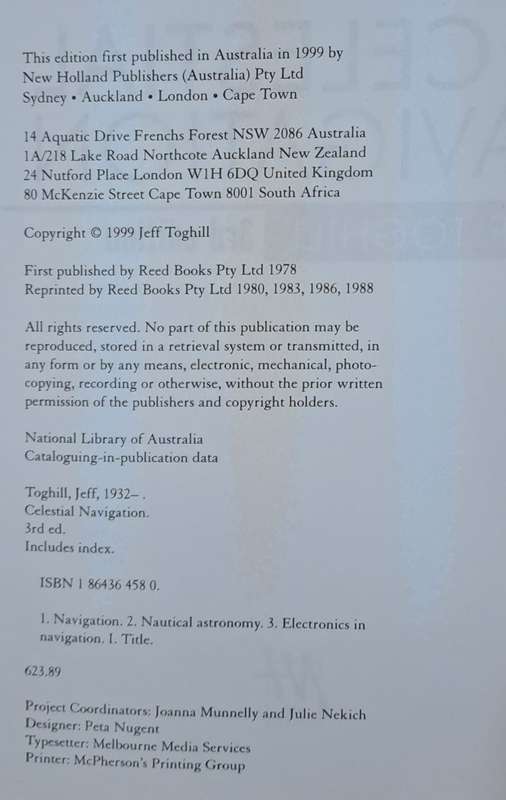 This edition first published in Australia in 1999 by
New Holland Publishers (Australia) Pty Ltd
Sydney • Auckland • London • Cape Town
14 Aquatic Drive Frenchs Forest NSW 2086 Australia
1A/218 Lake Road Northcote Auckland New Zealand
24 Nutford Place London W1H 6DQ United Kingdom
80 McKenzie Street Cape Town 8001 South Africa
Copyright © 1999 Jeff Toghill
First published by Reed Books Pty Ltd 1978
Reprinted by Reed Books Pty Ltd 1980, 1983, 1986, 1988
All rights reserved. No part of this publication may be
reproduced, stored in a retrieval system or transmitted, in
any form or by any means, electronic, mechanical, photo-
copying, recording or otherwise, without the prior written
permission of the publishers and copyright holders.
National Library of Australia
Cataloguing-in-publication data
Toghill, Jeff, 1932– .
Celestial Navigation.
3rd ed.
Includes index.
ISBN 1 86436 458 0.
1. Navigation. 2. Nautical astronomy. 3. Electronics in
navigation. I. Title.
623.89
Project Coordinators: Joanna Munnelly and Julie Nekich
Designer: Peta Nugent
Typesetter: Melbourne Media Services
Printer: McPherson's Printing Group